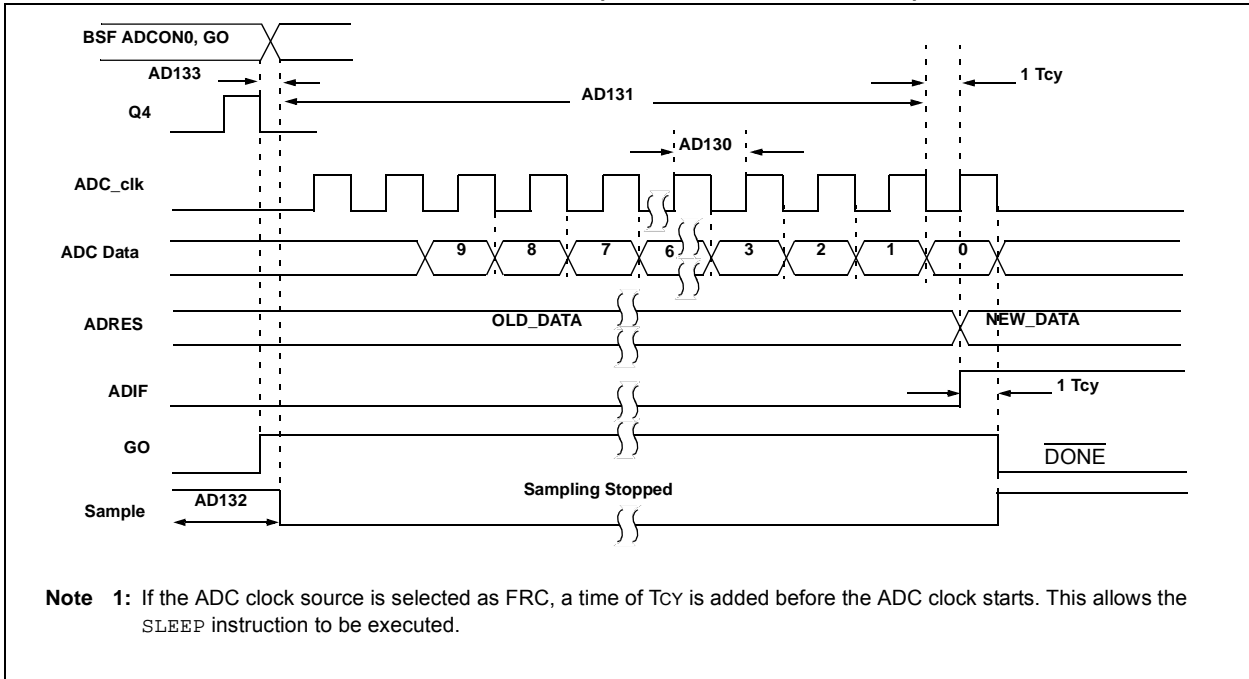 BSF ADCON0, GO
AD133
1 Tcy
AD131
Q4
AD130
ADC_clk
ADC Data
9 8 7 6 3 2 1 0
ADRES
OLD_DATA
NEW_DATA
ADIF
1 Tcy
GO
DONE
AD132
Sampling Stopped
Sample
Note 1: If the ADC clock source is selected as FRC, a time of TCY is added before the ADC clock starts. This allows the
SLEEP instruction to be executed.